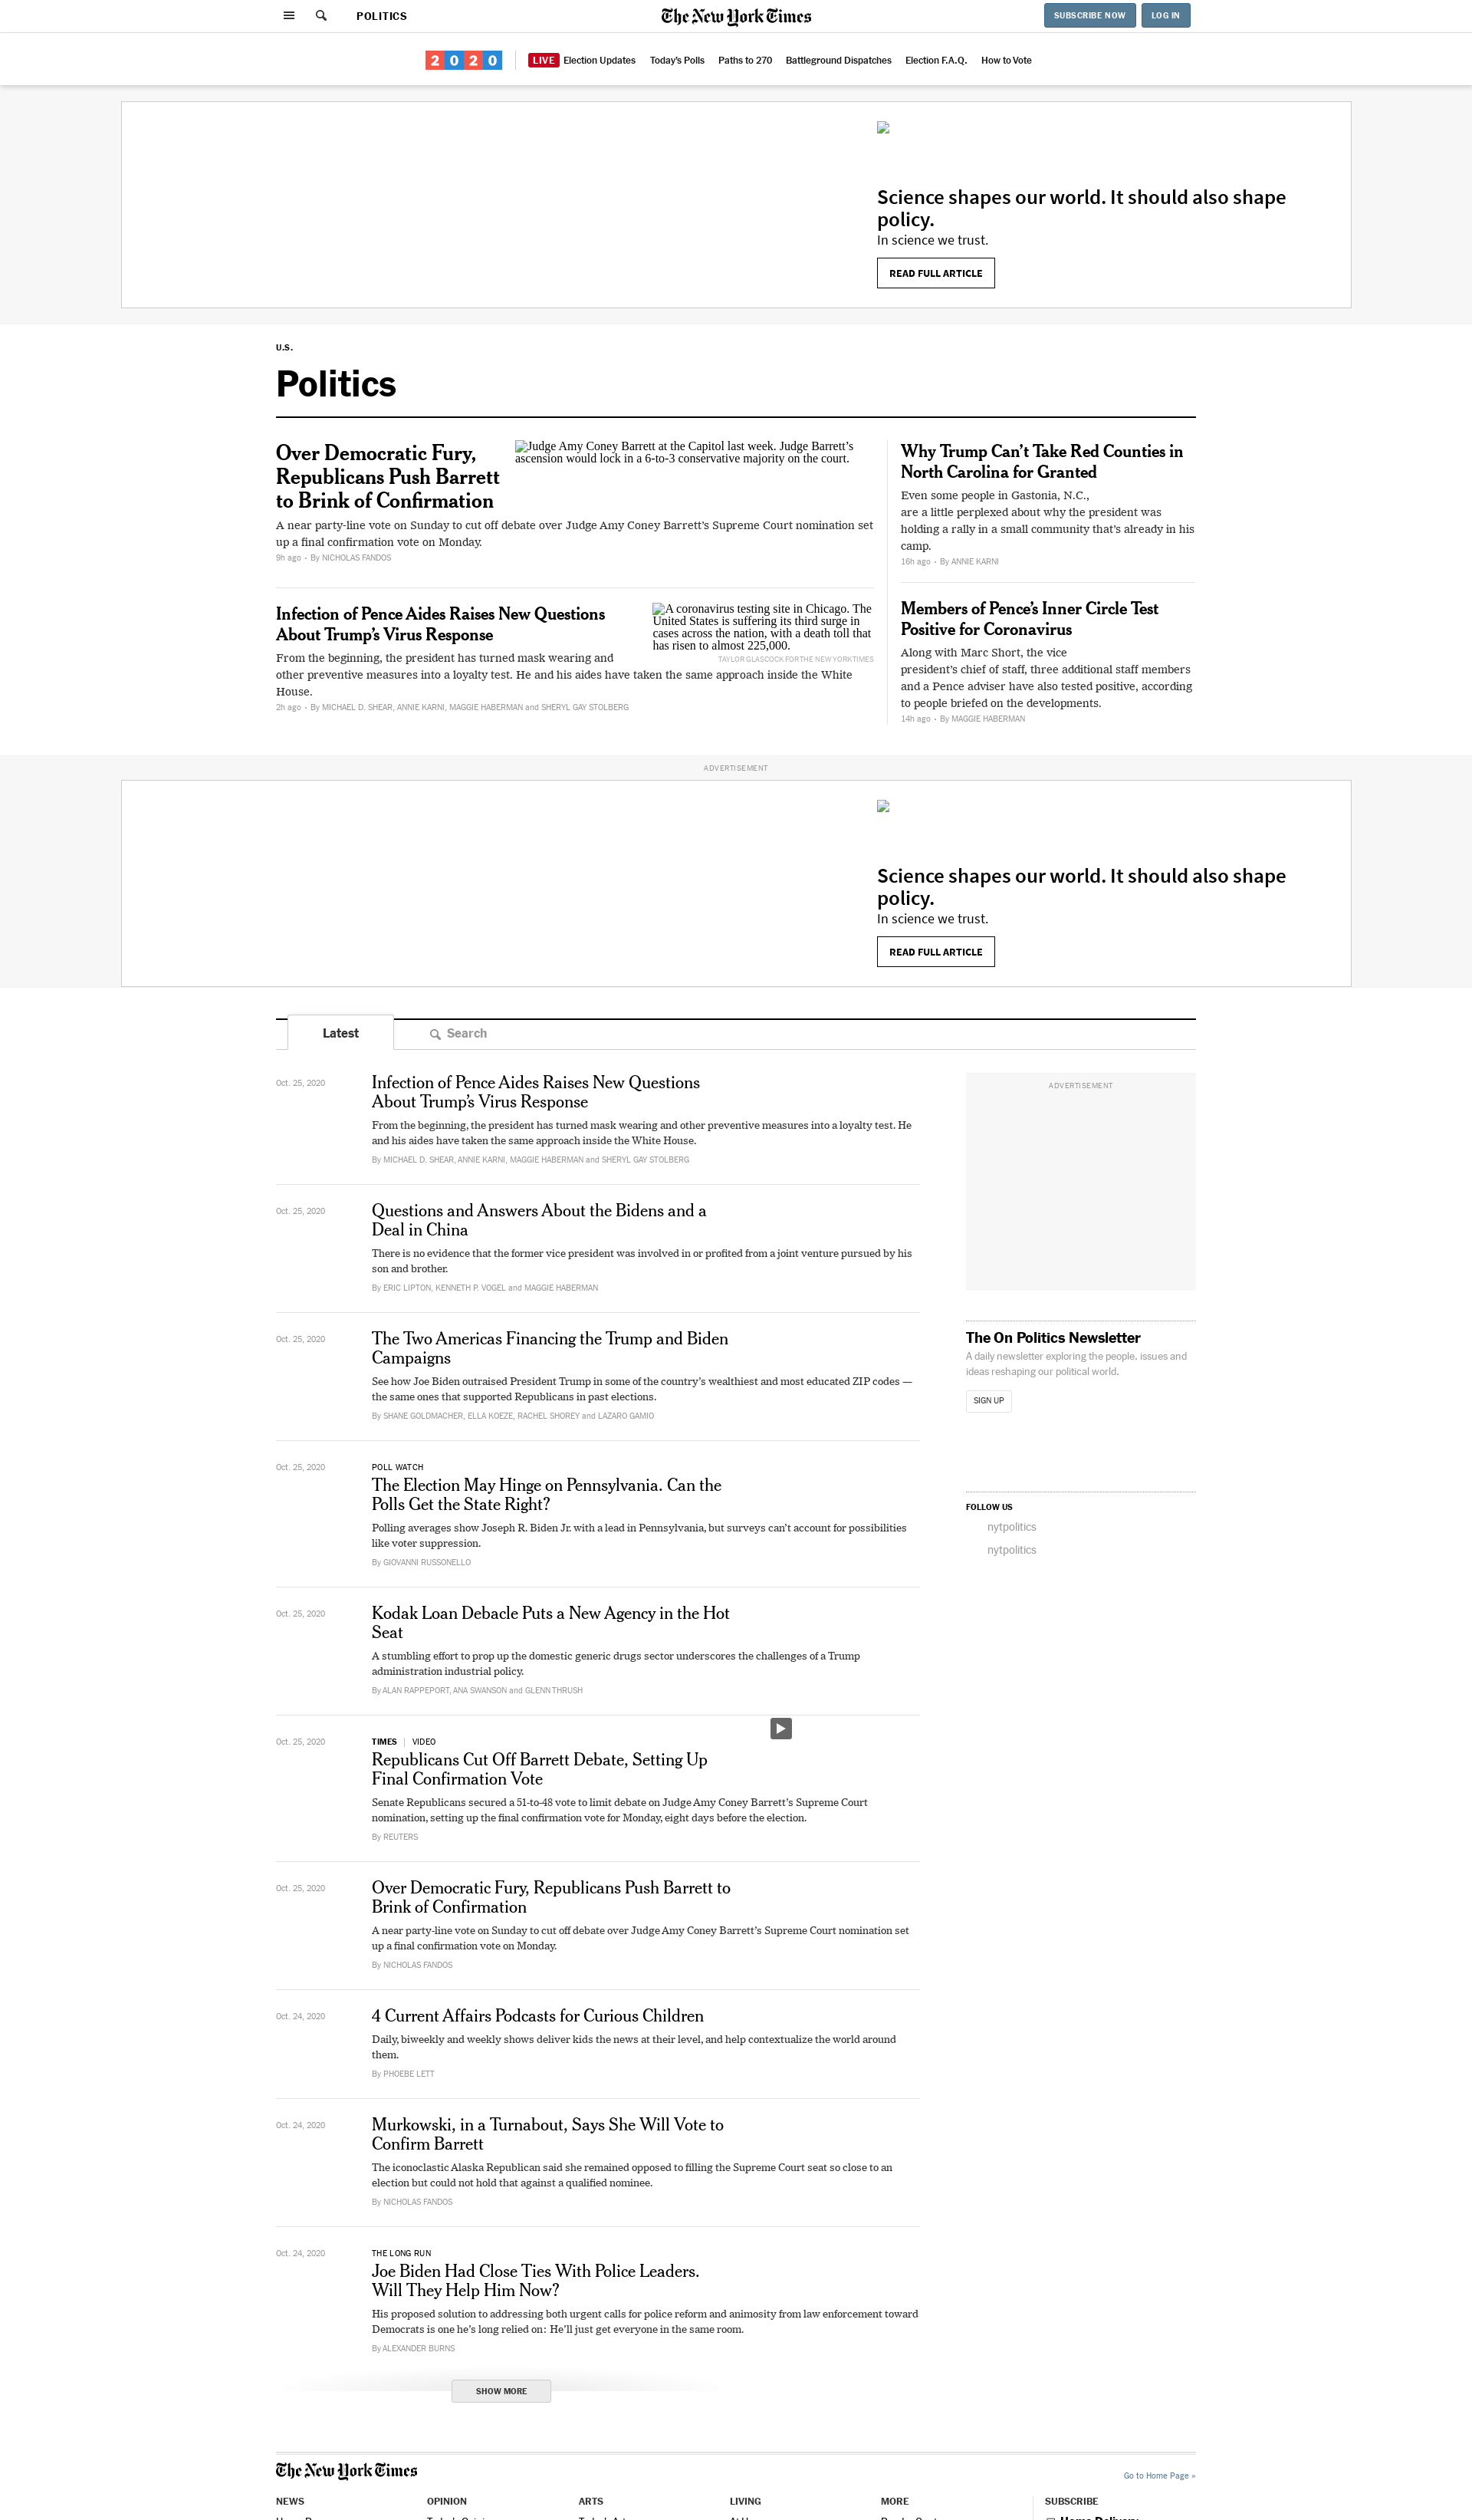 POLITICS
The New York Times
SUBSCRIBE NOW
LOG IN
2020
LIVE Election Updates
Today's Polls
Paths to 270
Battleground Dispatches
Election F.A.Q.
How to Vote
Science shapes our world. It should also shape
policy.
In science we trust.
READ FULL ARTICLE
U.S.
Politics
Over Democratic Fury,
Republicans Push Barrett
to Brink of Confirmation
Judge Amy Coney Barrett at the Capitol last week. Judge Barrett's
ascension would lock in a 6-to-3 conservative majority on the court.
A near party-line vote on Sunday to cut off debate over Judge Amy Coney Barrett's Supreme Court nomination set
up a final confirmation vote on Monday.
9h ago • By NICHOLAS FANDOS
Infection of Pence Aides Raises New Questions
About Trump's Virus Response
A coronavirus testing site in Chicago. The
United States is suffering its third surge in
cases across the nation, with a death toll that
has risen to almost 225,000.
TAYLOR GLASCOCK FOR THE NEW YORK TIMES
From the beginning, the president has turned mask wearing and
other preventive measures into a loyalty test. He and his aides have taken the same approach inside the White
House.
2h ago • By MICHAEL D. SHEAR, ANNIE KARNI, MAGGIE HABERMAN and SHERYL GAY STOLBERG
Why Trump Can't Take Red Counties in
North Carolina for Granted
Even some people in Gastonia, N.C.,
are a little perplexed about why the president was
holding a rally in a small community that's already in his
camp.
16h ago • By ANNIE KARNI
Members of Pence's Inner Circle Test
Positive for Coronavirus
Along with Marc Short, the vice
president's chief of staff, three additional staff members
and a Pence adviser have also tested positive, according
to people briefed on the developments.
14h ago • By MAGGIE HABERMAN
ADVERTISEMENT
Science shapes our world. It should also shape
policy.
In science we trust.
READ FULL ARTICLE
Latest
Search
Oct. 25, 2020
Infection of Pence Aides Raises New Questions
About Trump's Virus Response
From the beginning, the president has turned mask wearing and other preventive measures into a loyalty test. He
and his aides have taken the same approach inside the White House.
By MICHAEL D. SHEAR, ANNIE KARNI, MAGGIE HABERMAN and SHERYL GAY STOLBERG
Oct. 25, 2020
Questions and Answers About the Bidens and a
Deal in China
There is no evidence that the former vice president was involved in or profited from a joint venture pursued by his
son and brother.
By ERIC LIPTON, KENNETH P. VOGEL and MAGGIE HABERMAN
Oct. 25, 2020
The Two Americas Financing the Trump and Biden
Campaigns
See how Joe Biden outraised President Trump in some of the country's wealthiest and most educated ZIP codes —
the same ones that supported Republicans in past elections.
By SHANE GOLDMACHER, ELLA KOEZE, RACHEL SHOREY and LAZARO GAMIO
Oct. 25, 2020
POLL WATCH
The Election May Hinge on Pennsylvania. Can the
Polls Get the State Right?
Polling averages show Joseph R. Biden Jr. with a lead in Pennsylvania, but surveys can't account for possibilities
like voter suppression.
By GIOVANNI RUSSONELLO
Oct. 25, 2020
Kodak Loan Debacle Puts a New Agency in the Hot
Seat
A stumbling effort to prop up the domestic generic drugs sector underscores the challenges of a Trump
administration industrial policy.
By ALAN RAPPEPORT, ANA SWANSON and GLENN THRUSH
Oct. 25, 2020
TIMES | VIDEO
Republicans Cut Off Barrett Debate, Setting Up
Final Confirmation Vote
Senate Republicans secured a 51-to-48 vote to limit debate on Judge Amy Coney Barrett's Supreme Court
nomination, setting up the final confirmation vote for Monday, eight days before the election.
By REUTERS
Oct. 25, 2020
Over Democratic Fury, Republicans Push Barrett to
Brink of Confirmation
A near party-line vote on Sunday to cut off debate over Judge Amy Coney Barrett's Supreme Court nomination set
up a final confirmation vote on Monday.
By NICHOLAS FANDOS
Oct. 24, 2020
4 Current Affairs Podcasts for Curious Children
Daily, biweekly and weekly shows deliver kids the news at their level, and help contextualize the world around
them.
By PHOEBE LETT
Oct. 24, 2020
Murkowski, in a Turnabout, Says She Will Vote to
Confirm Barrett
The iconoclastic Alaska Republican said she remained opposed to filling the Supreme Court seat so close to an
election but could not hold that against a qualified nominee.
By NICHOLAS FANDOS
Oct. 24, 2020
THE LONG RUN
Joe Biden Had Close Ties With Police Leaders.
Will They Help Him Now?
His proposed solution to addressing both urgent calls for police reform and animosity from law enforcement toward
Democrats is one he's long relied on: He'll just get everyone in the same room.
By ALEXANDER BURNS
SHOW MORE
ADVERTISEMENT
The On Politics Newsletter
A daily newsletter exploring the people, issues and
ideas reshaping our political world.
SIGN UP
FOLLOW US
nytpolitics
nytpolitics
The New York Times
Go to Home Page »
NEWS
OPINION
ARTS
LIVING
MORE
SUBSCRIBE